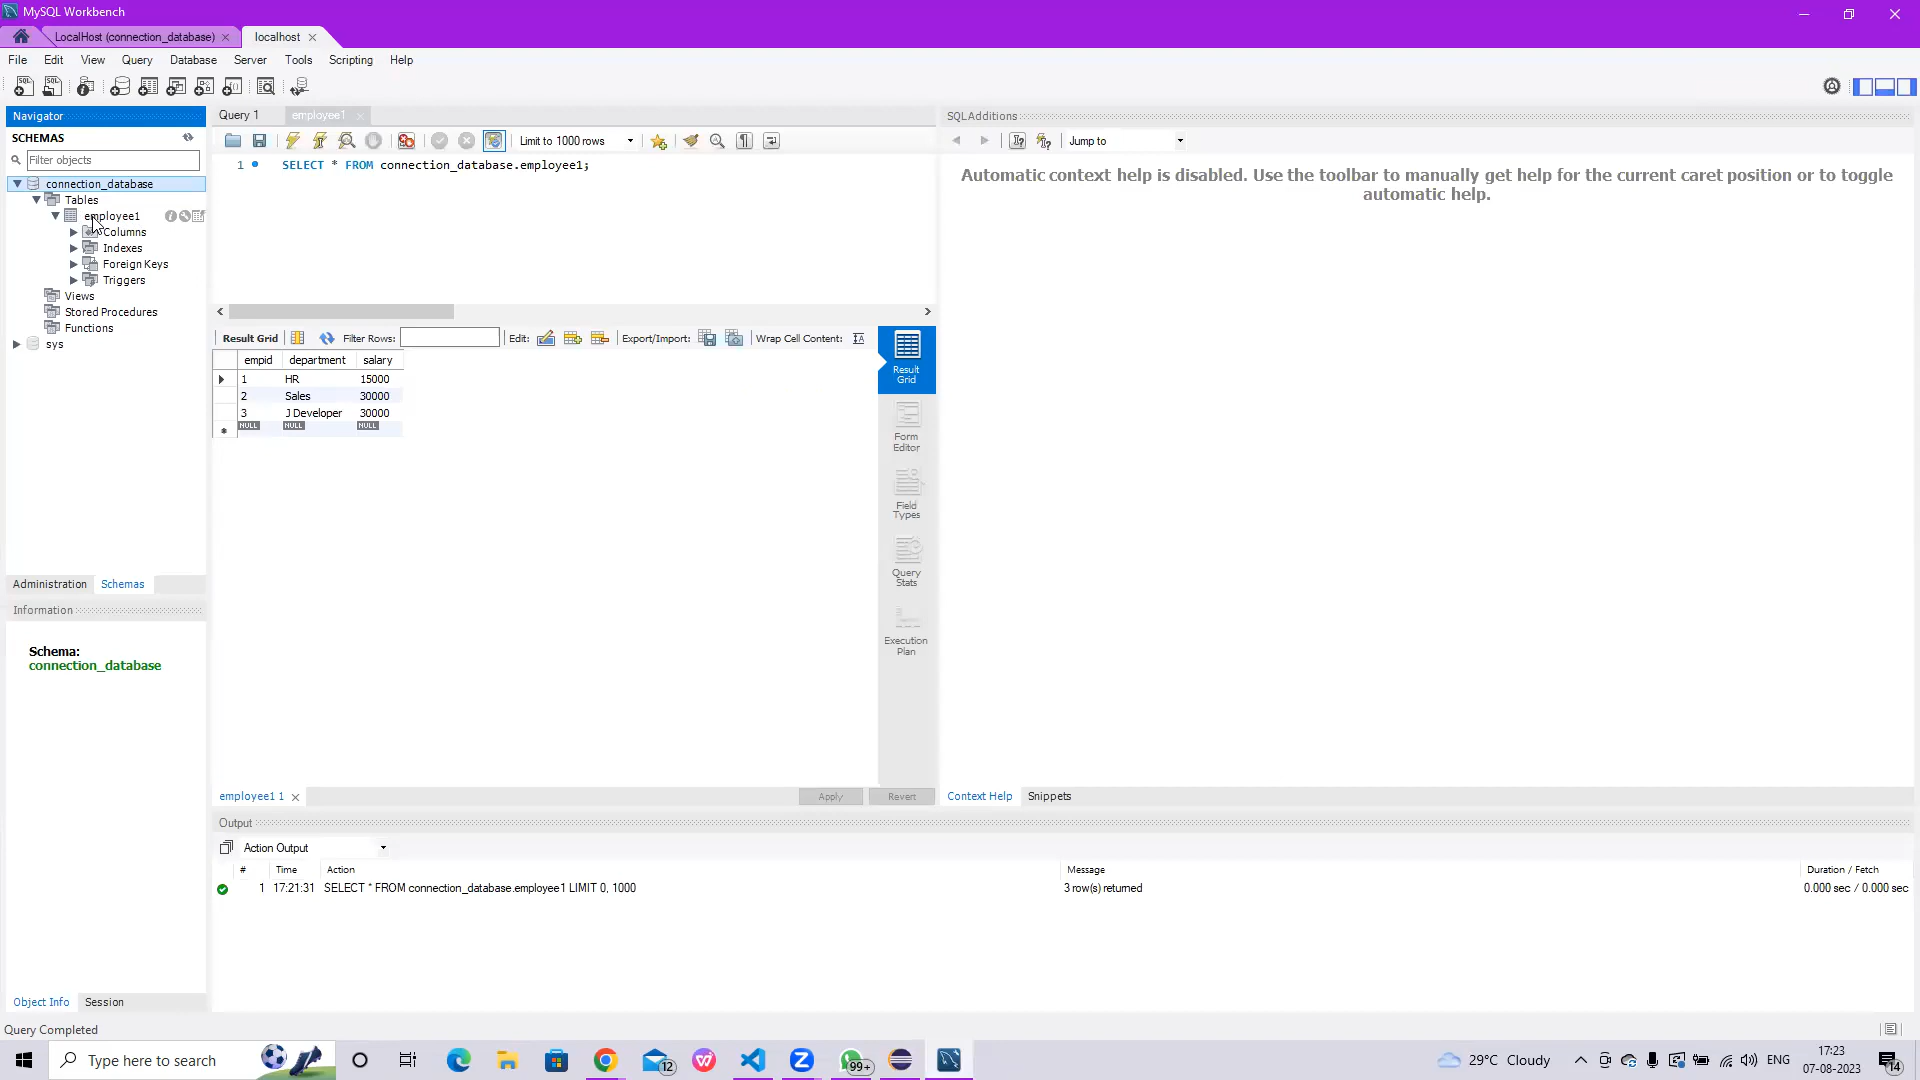 MySQL Workbench
LocalHost (connection_database)
localhost
File Edit View Query Database Server Tools Scripting Help
Navigator
SCHEMAS
Filter objects
connection_database
Tables
employee1
Columns
Indexes
Foreign Keys
Triggers
Views
Stored Procedures
Functions
sys
Administration Schemas
Information
Schema:
connection_database
Object Info Session
Query 1 employee1
Limit to 1000 rows
1 SELECT * FROM connection_database.employee1;
Result Grid Filter Rows: Edit: Export/Import: Wrap Cell Content: IA
empid department salary
1 HR 15000
2 Sales 30000
3 J Developer 30000
NULL NULL NULL
Result
Grid
Form
Editor
Field
Types
Query
Stats
Execution
Plan
employee1 1 Apply Revert
SQLAdditions
Jump to
Automatic context help is disabled. Use the toolbar to manually get help for the current caret position or to toggle
automatic help.
Context Help Snippets
Output
Action Output
# Time Action Message Duration / Fetch
1 17:21:31 SELECT * FROM connection_database.employee1 LIMIT 0, 1000 3 row(s) returned 0.000 sec / 0.000 sec
Query Completed
Type here to search
12
99+
29°C Cloudy
ENG
17:23
07-08-2023
14